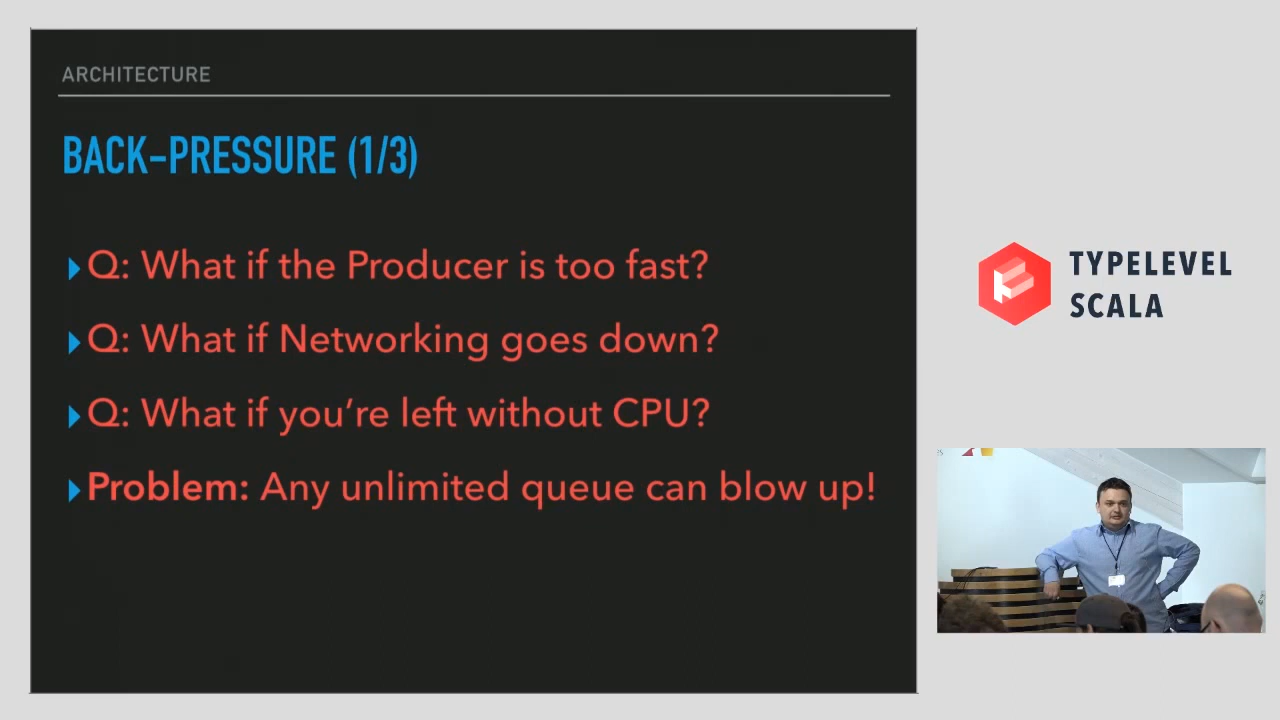 ARCHITECTURE
BACK-PRESSURE (1/3)
Q: What if the Producer is too fast?
Q: What if Networking goes down?
Q: What if you’re left without CPU?
Problem: Any unlimited queue can blow up!
TYPELEVEL
SCALA